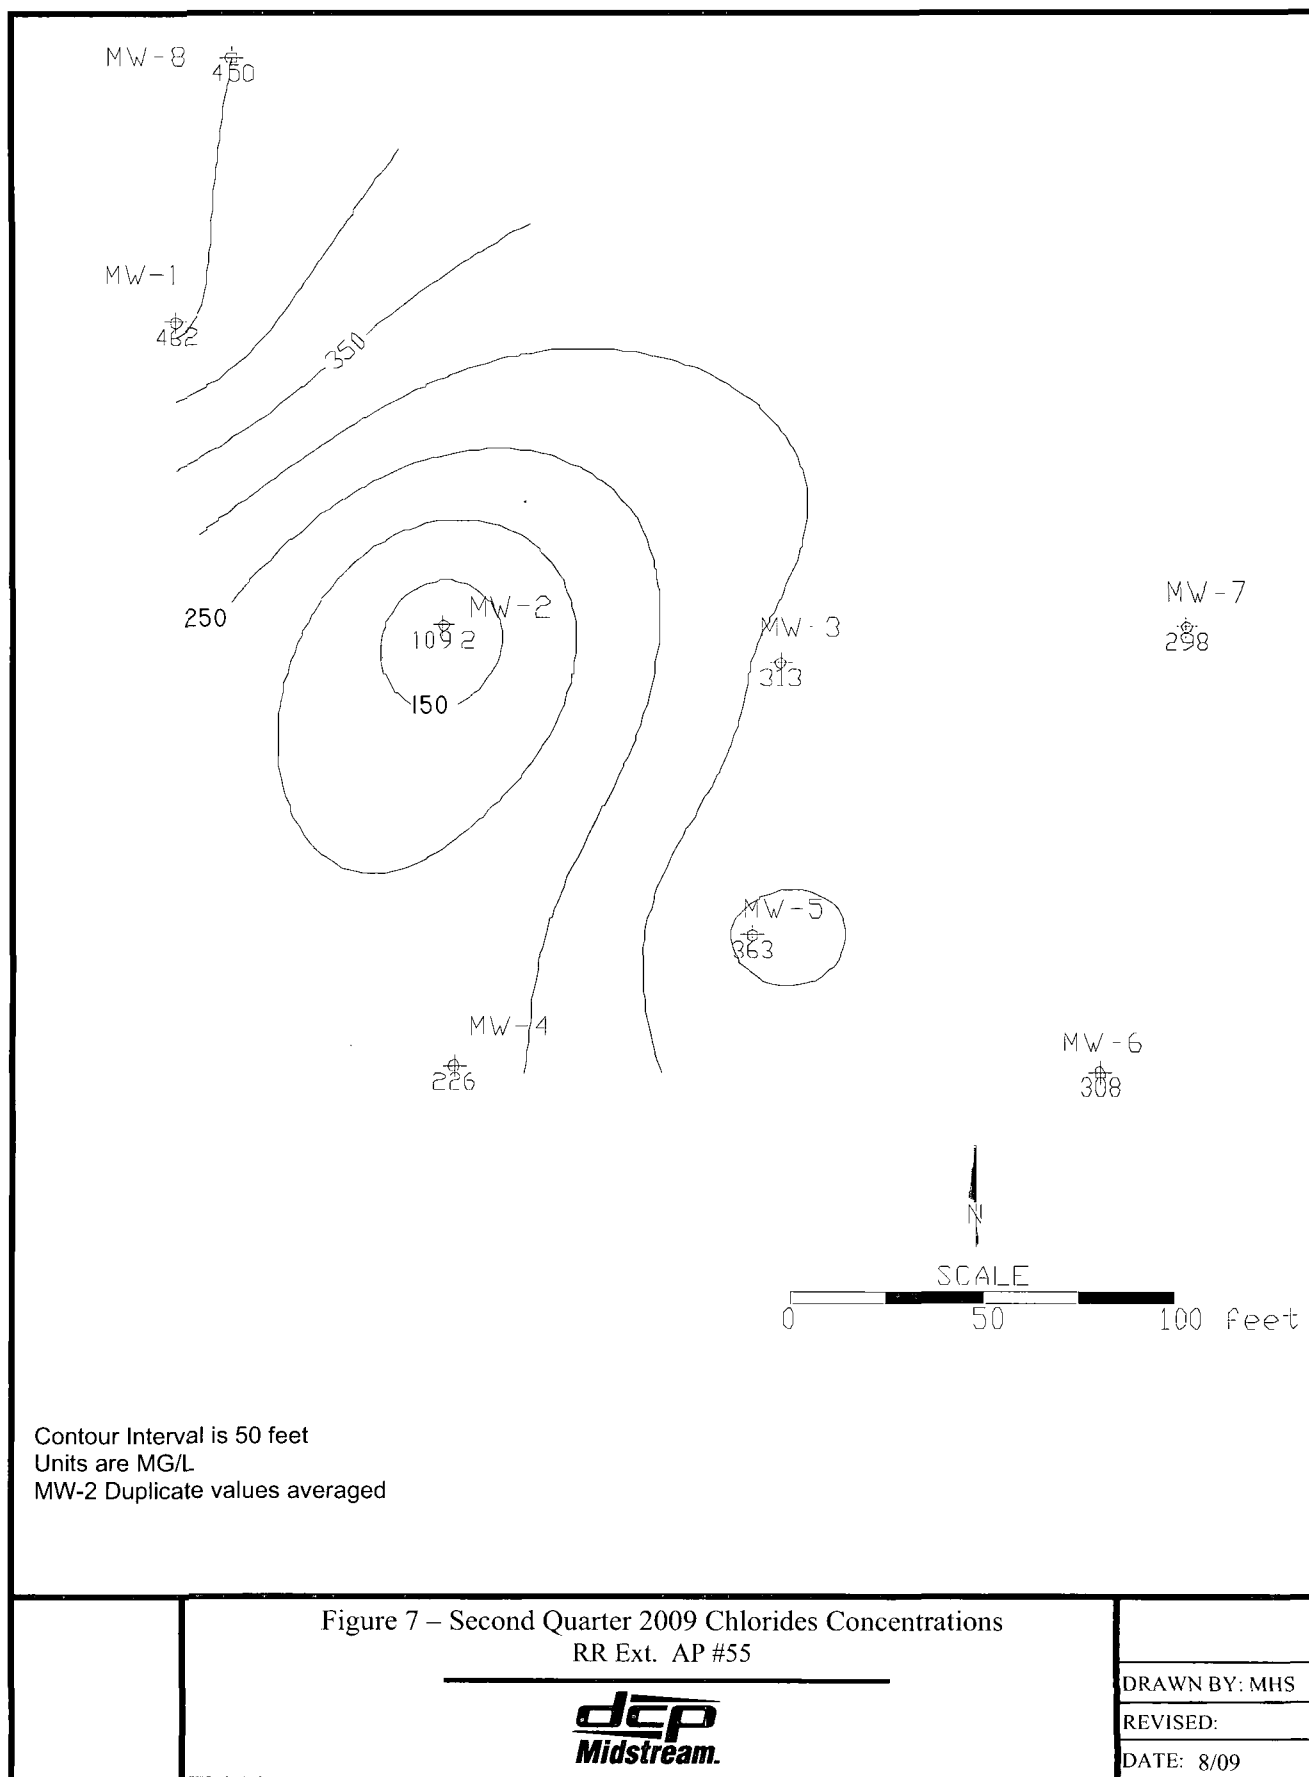 MW-8
450
MW-1
482
350
250
MW-2
1092
150
MW-3
313
MW-7
298
MW-5
363
MW-4
226
MW-6
308
N
SCALE
0 50 100 feet
Contour Interval is 50 feet
Units are MG/L
MW-2 Duplicate values averaged
Figure 7 – Second Quarter 2009 Chlorides Concentrations
RR Ext. AP #55
dcp
Midstream.
DRAWN BY: MHS
REVISED:
DATE: 8/09